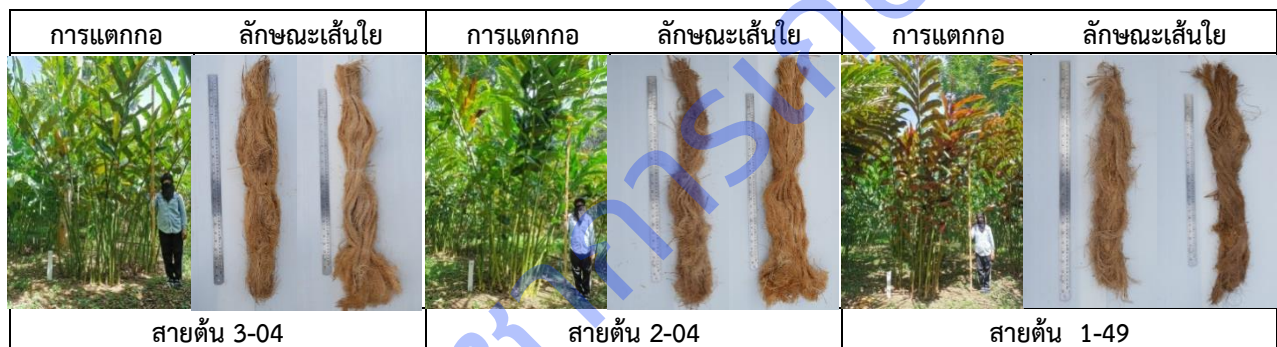 การแตกกอ ลักษณะเส้นใย การแตกกอ ลักษณะเส้นใย การแตกกอ ลักษณะเส้นใย
สายต้น 3-04 สายต้น 2-04 สายต้น 1-49